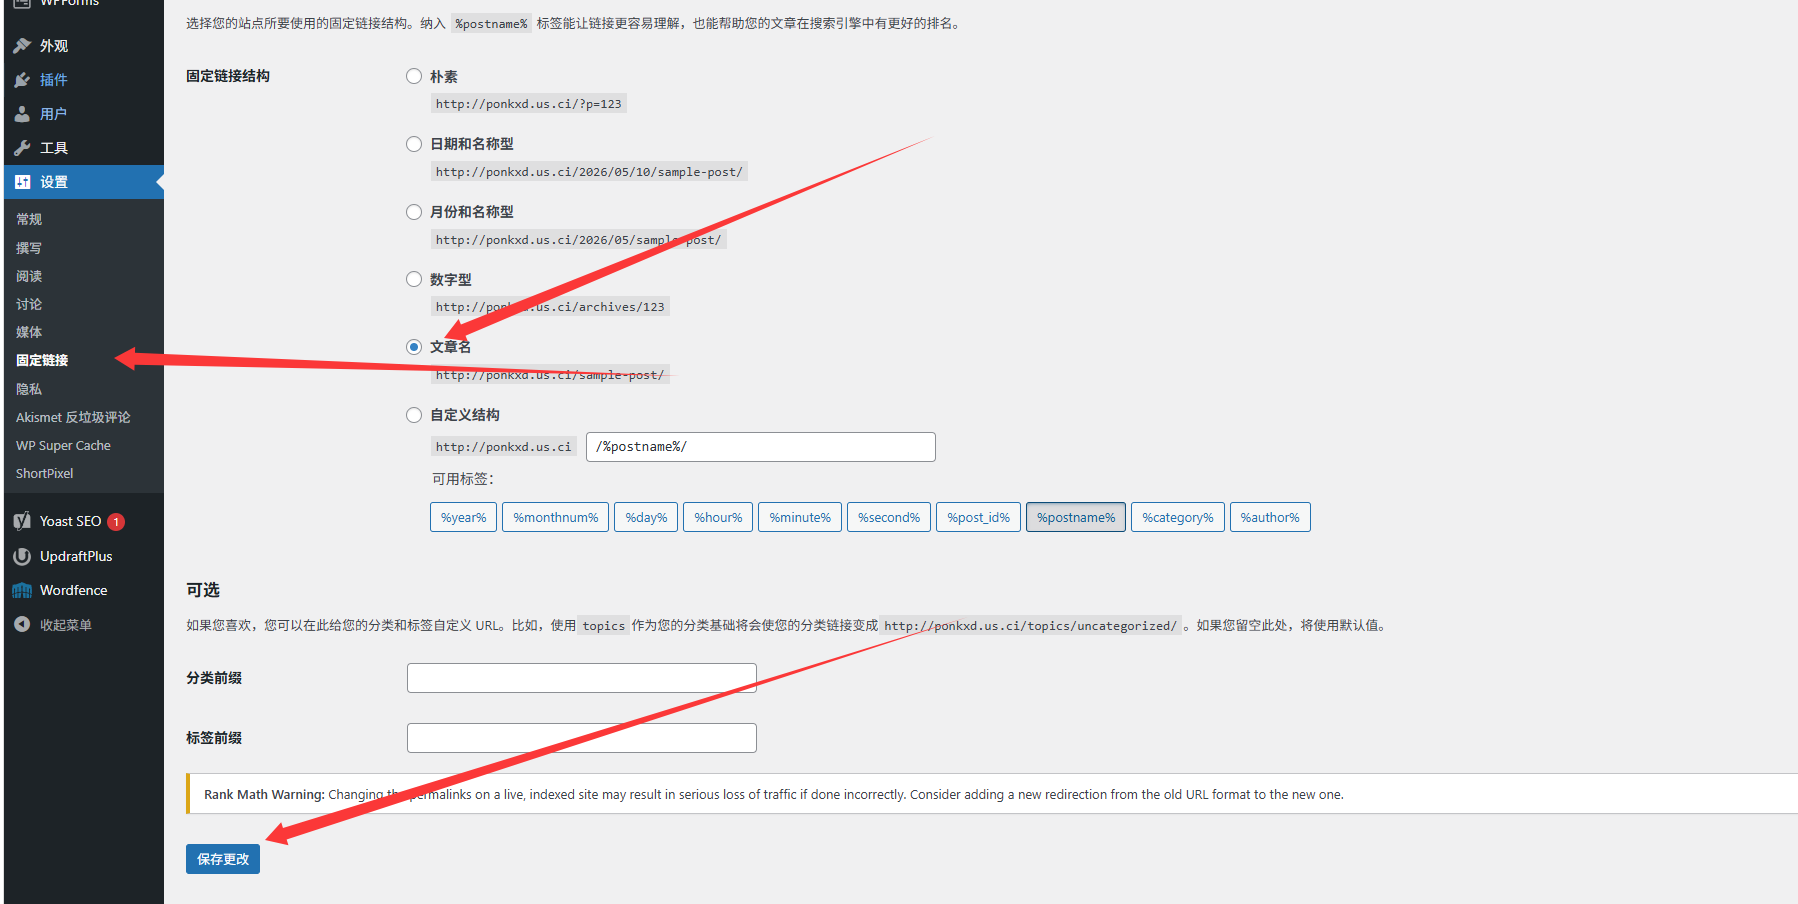 WPForms
外观
插件
用户
工具
设置
常规
撰写
阅读
讨论
媒体
固定链接
隐私
Akismet 反垃圾评论
WP Super Cache
ShortPixel
Yoast SEO 1
UpdraftPlus
Wordfence
收起菜单
选择您的站点所要使用的固定链接结构。纳入 %postname% 标签能让链接更容易理解，也能帮助您的文章在搜索引擎中有更好的排名。
固定链接结构
朴素
http://ponkxd.us.ci/?p=123
日期和名称型
http://ponkxd.us.ci/2026/05/10/sample-post/
月份和名称型
http://ponkxd.us.ci/2026/05/sample-post/
数字型
http://ponkxd.us.ci/archives/123
文章名
http://ponkxd.us.ci/sample-post/
自定义结构
http://ponkxd.us.ci /%postname%/
可用标签：
%year% %monthnum% %day% %hour% %minute% %second% %post_id% %postname% %category% %author%
可选
如果您喜欢，您可以在此给您的分类和标签自定义 URL。比如，使用 topics 作为您的分类基础将会使您的分类链接变成 http://ponkxd.us.ci/topics/uncategorized/ 。如果您留空此处，将使用默认值。
分类前缀
标签前缀
Rank Math Warning: Changing the permalinks on a live, indexed site may result in serious loss of traffic if done incorrectly. Consider adding a new redirection from the old URL format to the new one.
保存更改